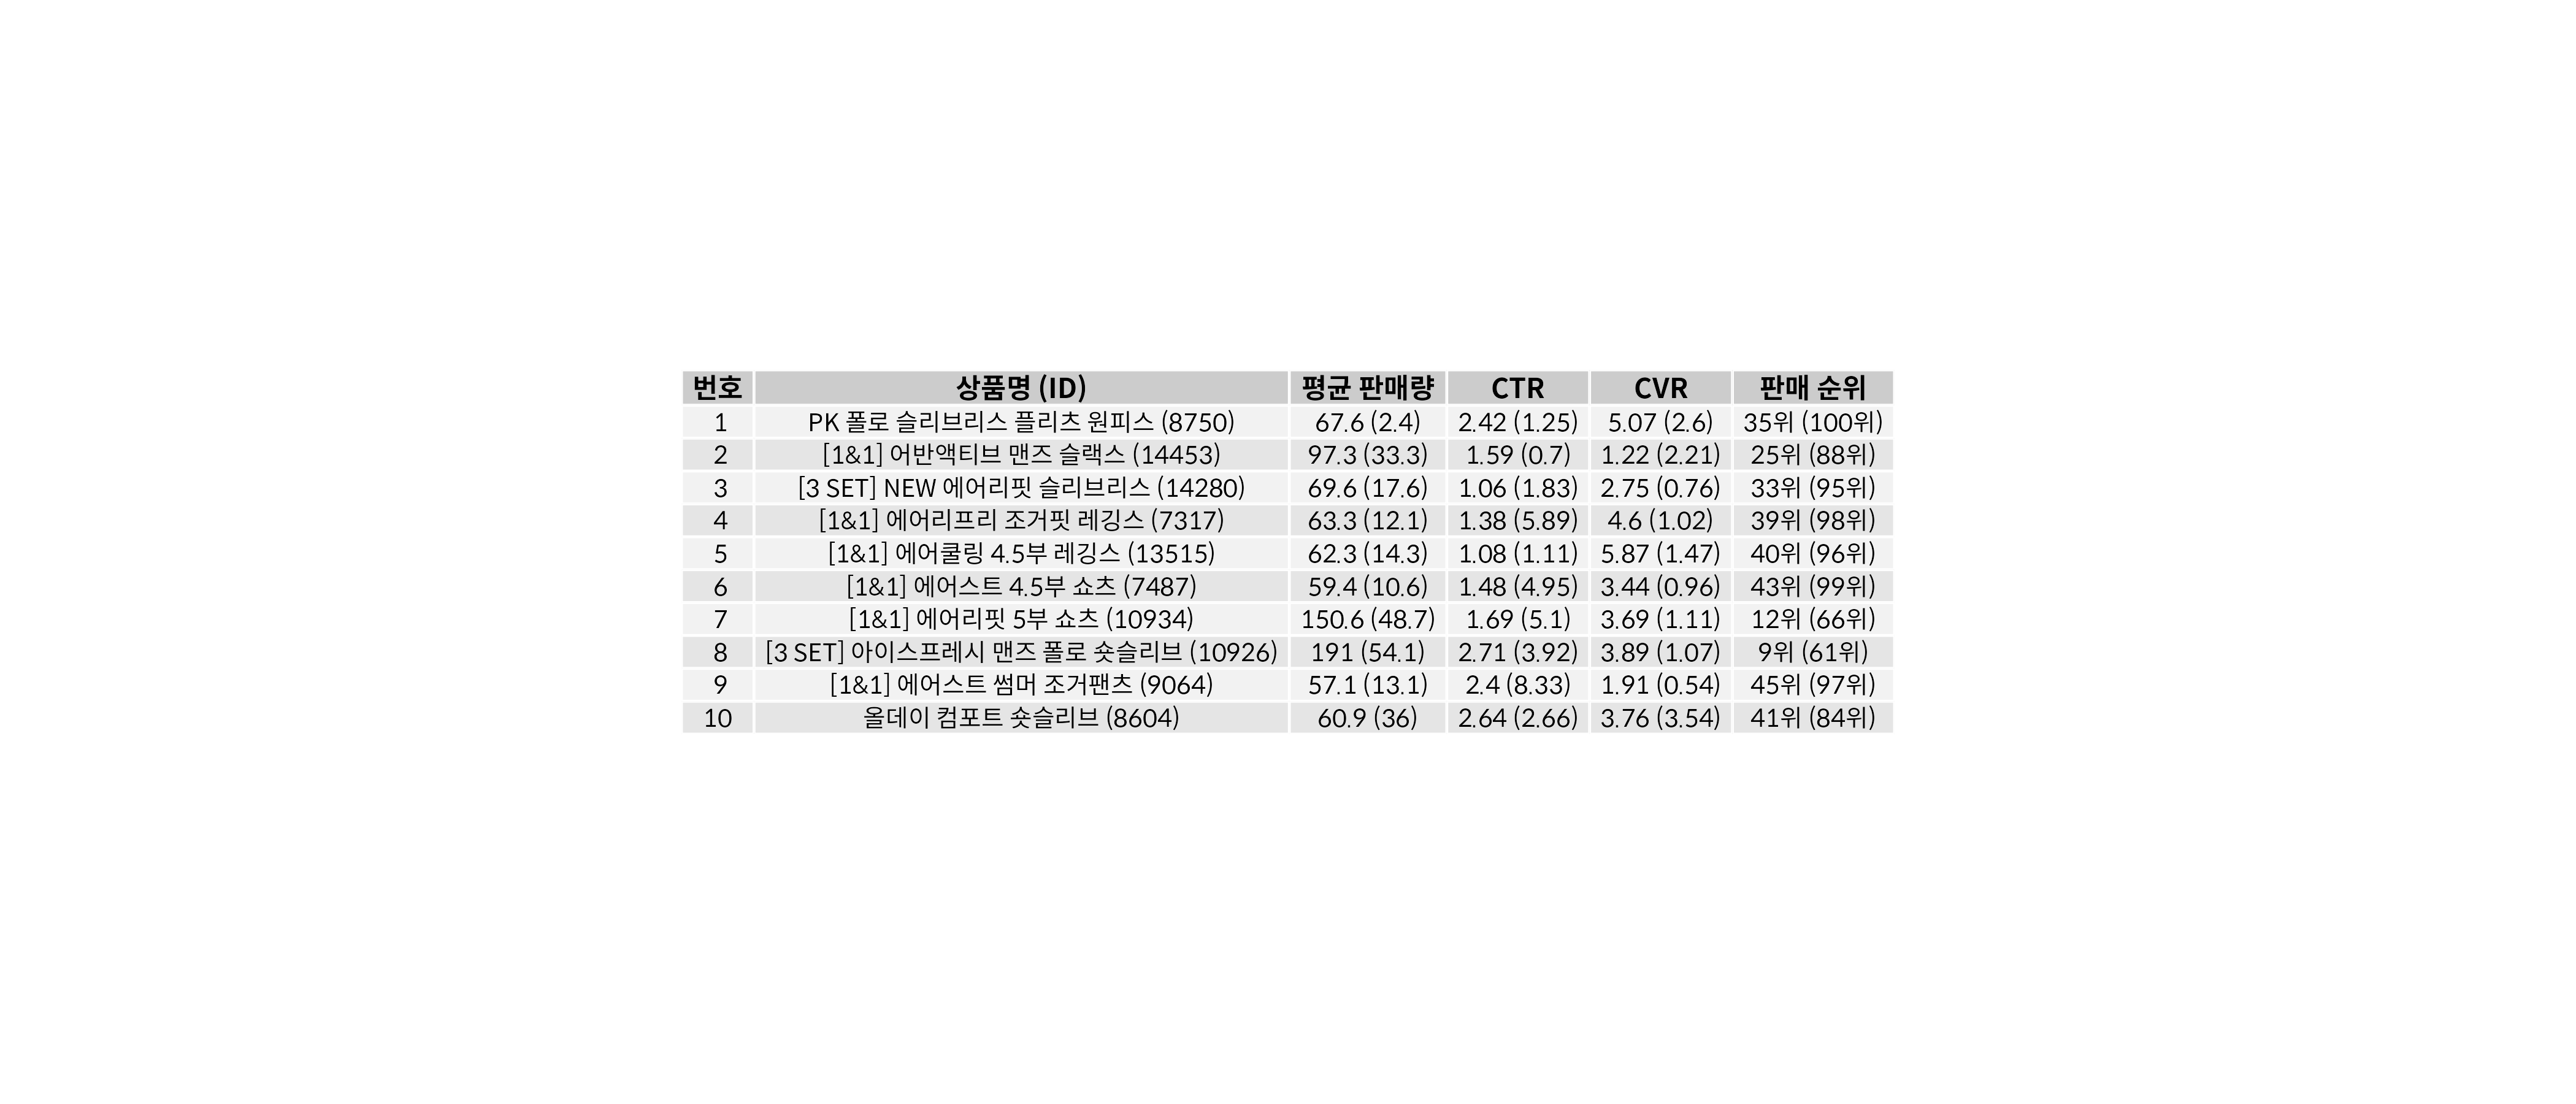 번호 상품명 (ID) 평균 판매량 CTR CVR 판매 순위
1 PK 폴로 슬리브리스 플리츠 원피스 (8750) 67.6 (2.4) 2.42 (1.25) 5.07 (2.6) 35위 (100위)
2 [1&1] 어반액티브 맨즈 슬랙스 (14453) 97.3 (33.3) 1.59 (0.7) 1.22 (2.21) 25위 (88위)
3 [3 SET] NEW 에어리핏 슬리브리스 (14280) 69.6 (17.6) 1.06 (1.83) 2.75 (0.76) 33위 (95위)
4 [1&1] 에어리프리 조거핏 레깅스 (7317) 63.3 (12.1) 1.38 (5.89) 4.6 (1.02) 39위 (98위)
5 [1&1] 에어쿨링 4.5부 레깅스 (13515) 62.3 (14.3) 1.08 (1.11) 5.87 (1.47) 40위 (96위)
6 [1&1] 에어스트 4.5부 쇼츠 (7487) 59.4 (10.6) 1.48 (4.95) 3.44 (0.96) 43위 (99위)
7 [1&1] 에어리핏 5부 쇼츠 (10934) 150.6 (48.7) 1.69 (5.1) 3.69 (1.11) 12위 (66위)
8 [3 SET] 아이스프레시 맨즈 폴로 숏슬리브 (10926) 191 (54.1) 2.71 (3.92) 3.89 (1.07) 9위 (61위)
9 [1&1] 에어스트 썸머 조거팬츠 (9064) 57.1 (13.1) 2.4 (8.33) 1.91 (0.54) 45위 (97위)
10 올데이 컴포트 숏슬리브 (8604) 60.9 (36) 2.64 (2.66) 3.76 (3.54) 41위 (84위)